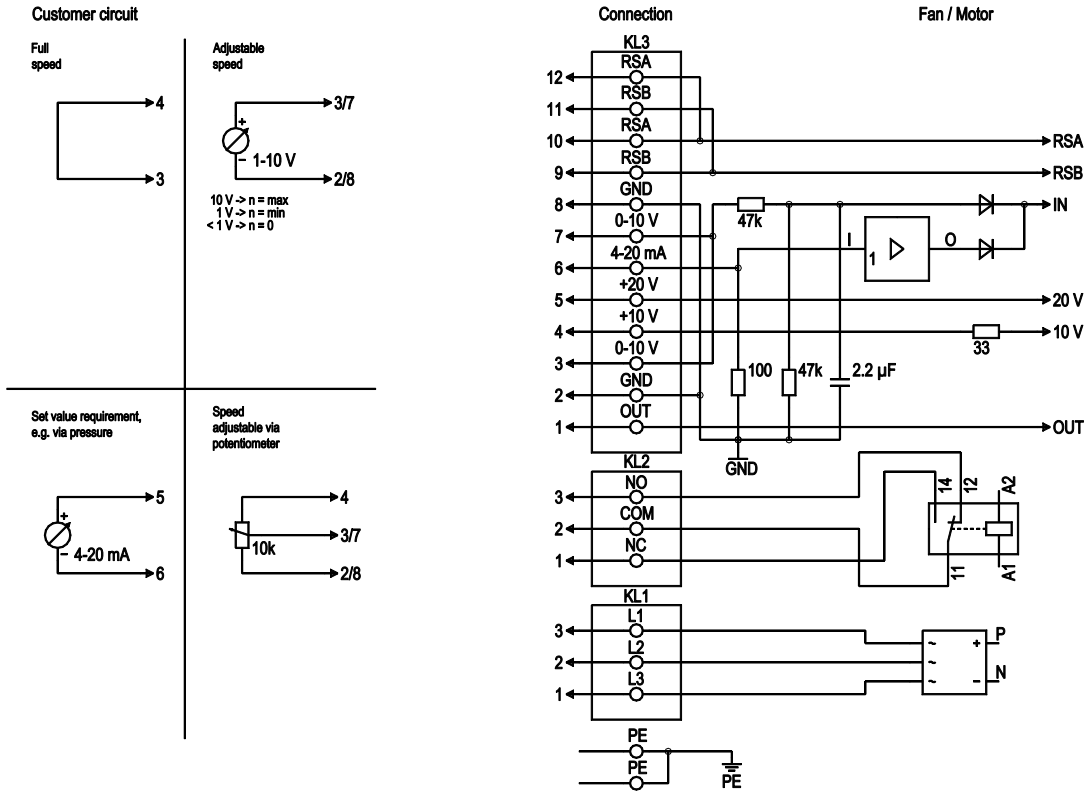 Customer circuit
Connection
Fan / Motor
Full
speed
4
3
Adjustable
speed
3/7
+
− 1-10 V
2/8
10 V -> n = max
1 V -> n = min
< 1 V -> n = 0
Set value requirement,
e.g. via pressure
5
+
− 4-20 mA
6
Speed
adjustable via
potentiometer
4
3/7
10k
2/8
KL3
RSA
12
RSB
11
RSA
10
RSA
RSB
9
RSB
GND
8
IN
0-10 V
7
47k
4-20 mA
6
I
1
O
+20 V
5
20 V
+10 V
4
33
10 V
0-10 V
3
100
47k
2.2 µF
GND
2
OUT
1
OUT
GND
KL2
NO
3
COM
2
NC
1
14
12
A2
11
A1
KL1
L1
3
L2
2
L3
1
~ +
~
~ −
P
N
PE
PE
PE